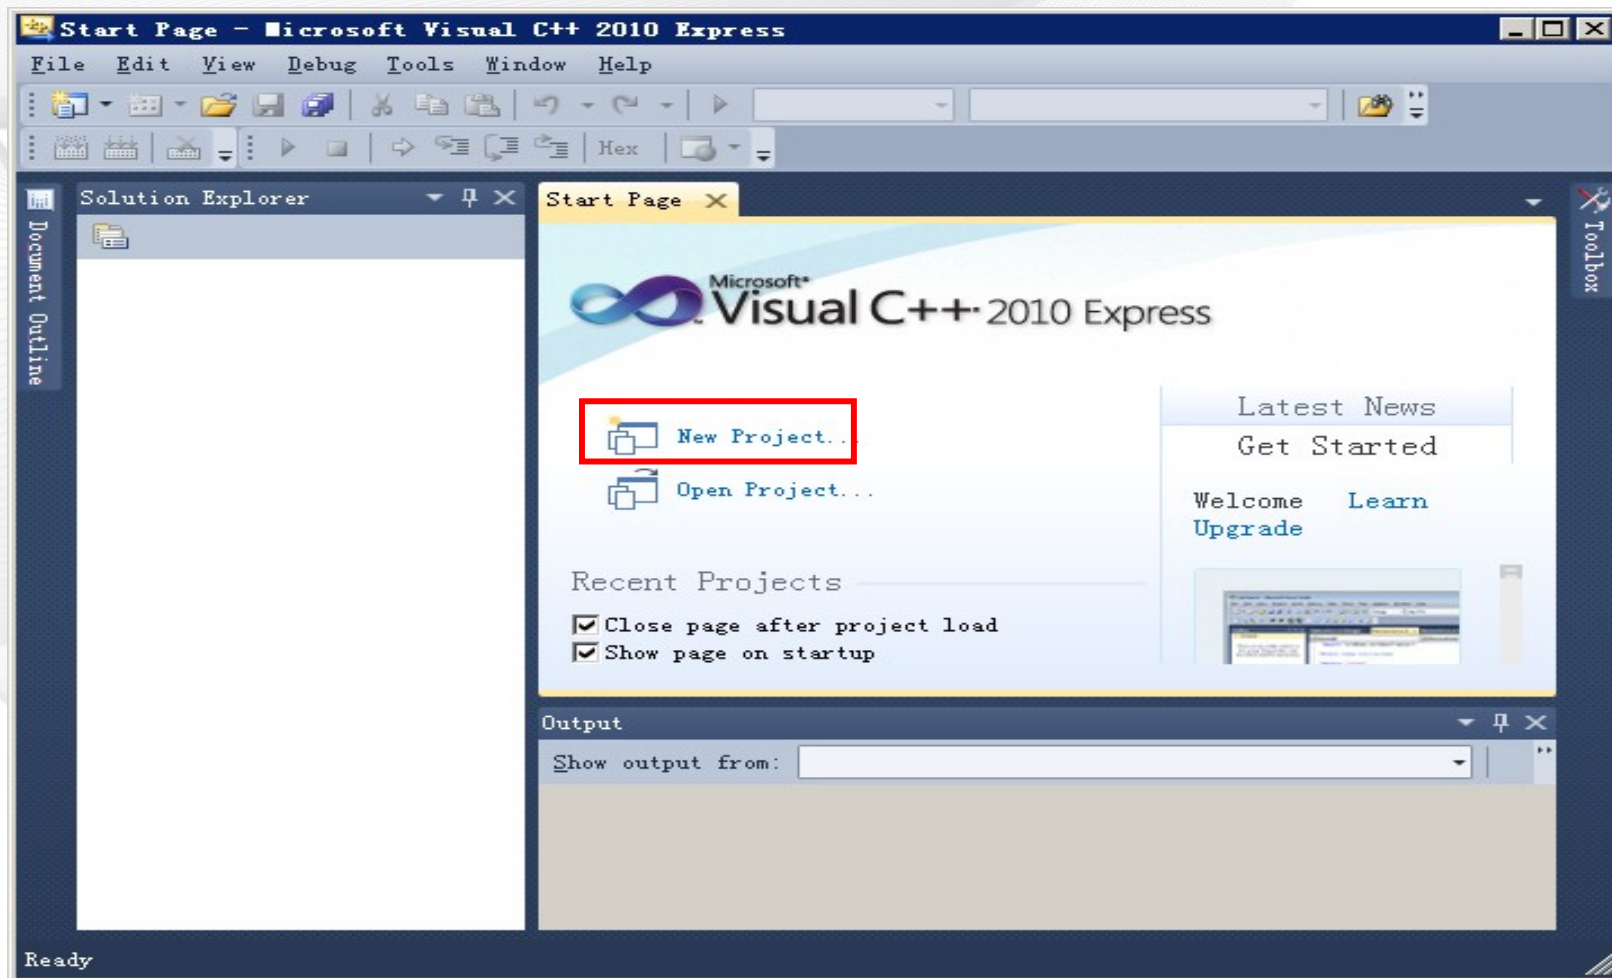 Start Page - Microsoft Visual C++ 2010 Express
File Edit View Debug Tools Window Help
Hex
Document Outline
Solution Explorer
Start Page
Toolbox
Microsoft
Visual C++ 2010 Express
New Project...
Open Project...
Recent Projects
Close page after project load
Show page on startup
Latest News
Get Started
Welcome Learn
Upgrade
Output
Show output from:
Ready